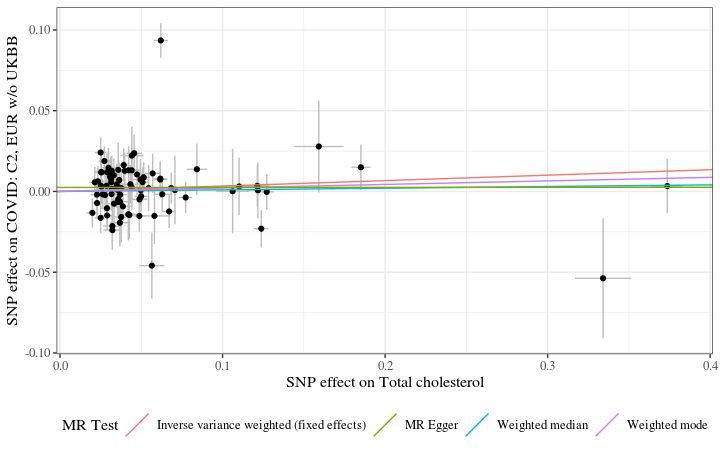 SNP effect on COVID: C2, EUR w/o UKBB
0.10
0.05
0.00
-0.05
-0.10
0.0 0.1 0.2 0.3 0.4
SNP effect on Total cholesterol
MR Test Inverse variance weighted (fixed effects) MR Egger Weighted median Weighted mode